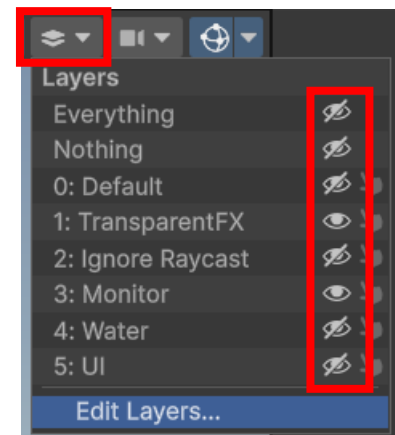 Layers
Everything
Nothing
0: Default
1: TransparentFX
2: Ignore Raycast
3: Monitor
4: Water
5: UI
Edit Layers...